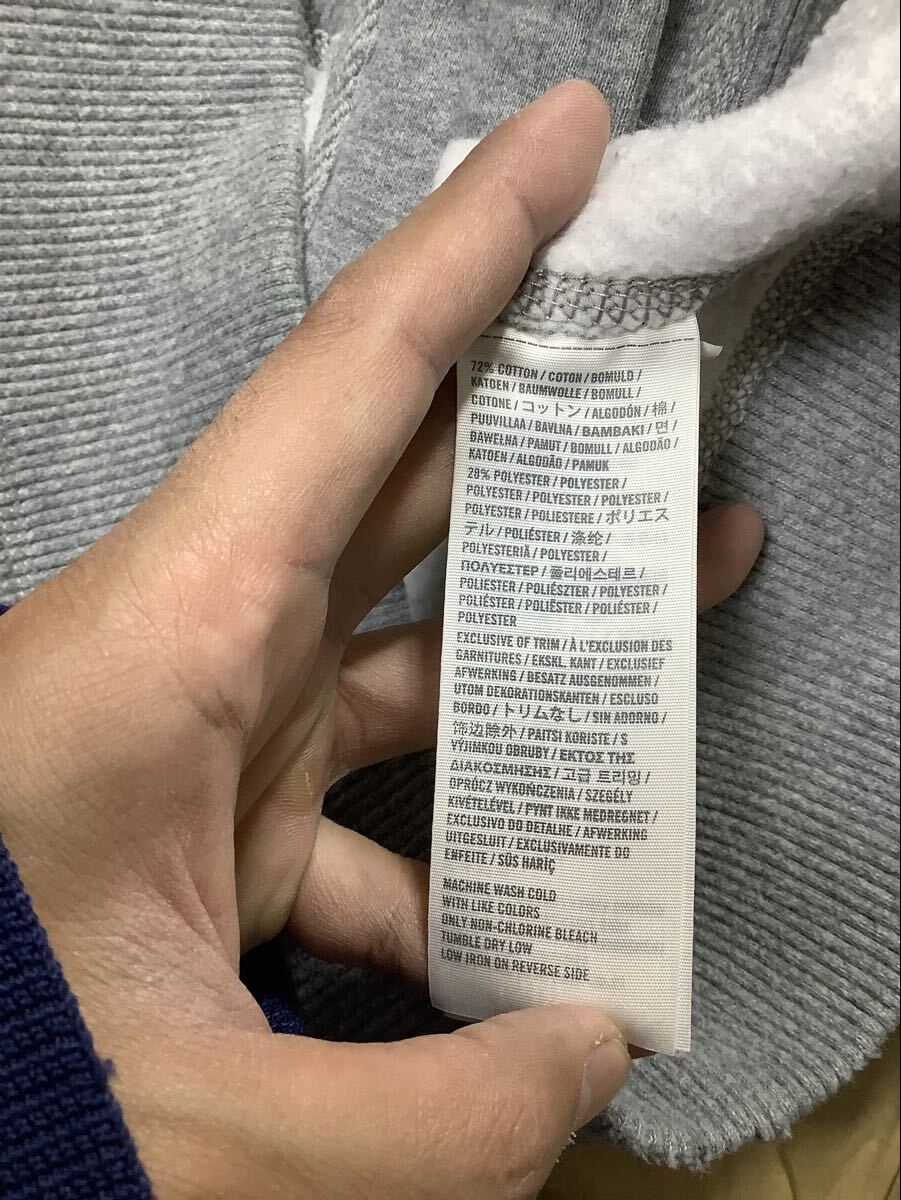 72% COTTON / COTON / BOMULD /
KATOEN / BAUMWOLLE / BOMULL /
COTONE / コットン / ALGODÓN / 棉 /
PUUVILLAA / BAVLNA / BAMBAKI / 면 /
BAWEŁNA / PAMUT / BOMULL / ALGODÃO /
KATOEN / ALGODÃO / PAMUK
28% POLYESTER / POLYESTER /
POLYESTER / POLYESTER / POLYESTER /
POLYESTER / POLIESTERE / ポリエス
テル / POLIÉSTER / 涤纶 /
POLYESTERIÄ / POLYESTER /
ΠΟΛΥΕΣΤΕΡ / 폴리에스테르 /
POLIESTER / POLIÉSZTER / POLYESTER /
POLIÉSTER / POLIËSTER / POLIÉSTER /
POLYESTER
EXCLUSIVE OF TRIM / À L'EXCLUSION DES
GARNITURES / EKSKL. KANT / EXCLUSIEF
AFWERKING / BESATZ AUSGENOMMEN /
UTOM DEKORATIONSKANTEN / ESCLUSO
BORDO / トリムなし / SIN ADORNO /
饰边除外 / PAITSI KORISTE / S
VÝJIMKOU OBRUBY / ΕΚΤΟΣ ΤΗΣ
ΔΙΑΚΟΣΜΗΣΗΣ / 고급 트리밍 /
OPRÓCZ WYKOŃCZENIA / SZEGÉLY
KIVÉTELÉVEL / PYNT IKKE MEDREGNET /
EXCLUSIVO DO DETALHE / AFWERKING
UITGESLUIT / EXCLUSIVAMENTE DO
ENFEITE / SÜS HARİÇ
MACHINE WASH COLD
WITH LIKE COLORS
ONLY NON-CHLORINE BLEACH
TUMBLE DRY LOW
LOW IRON ON REVERSE SIDE